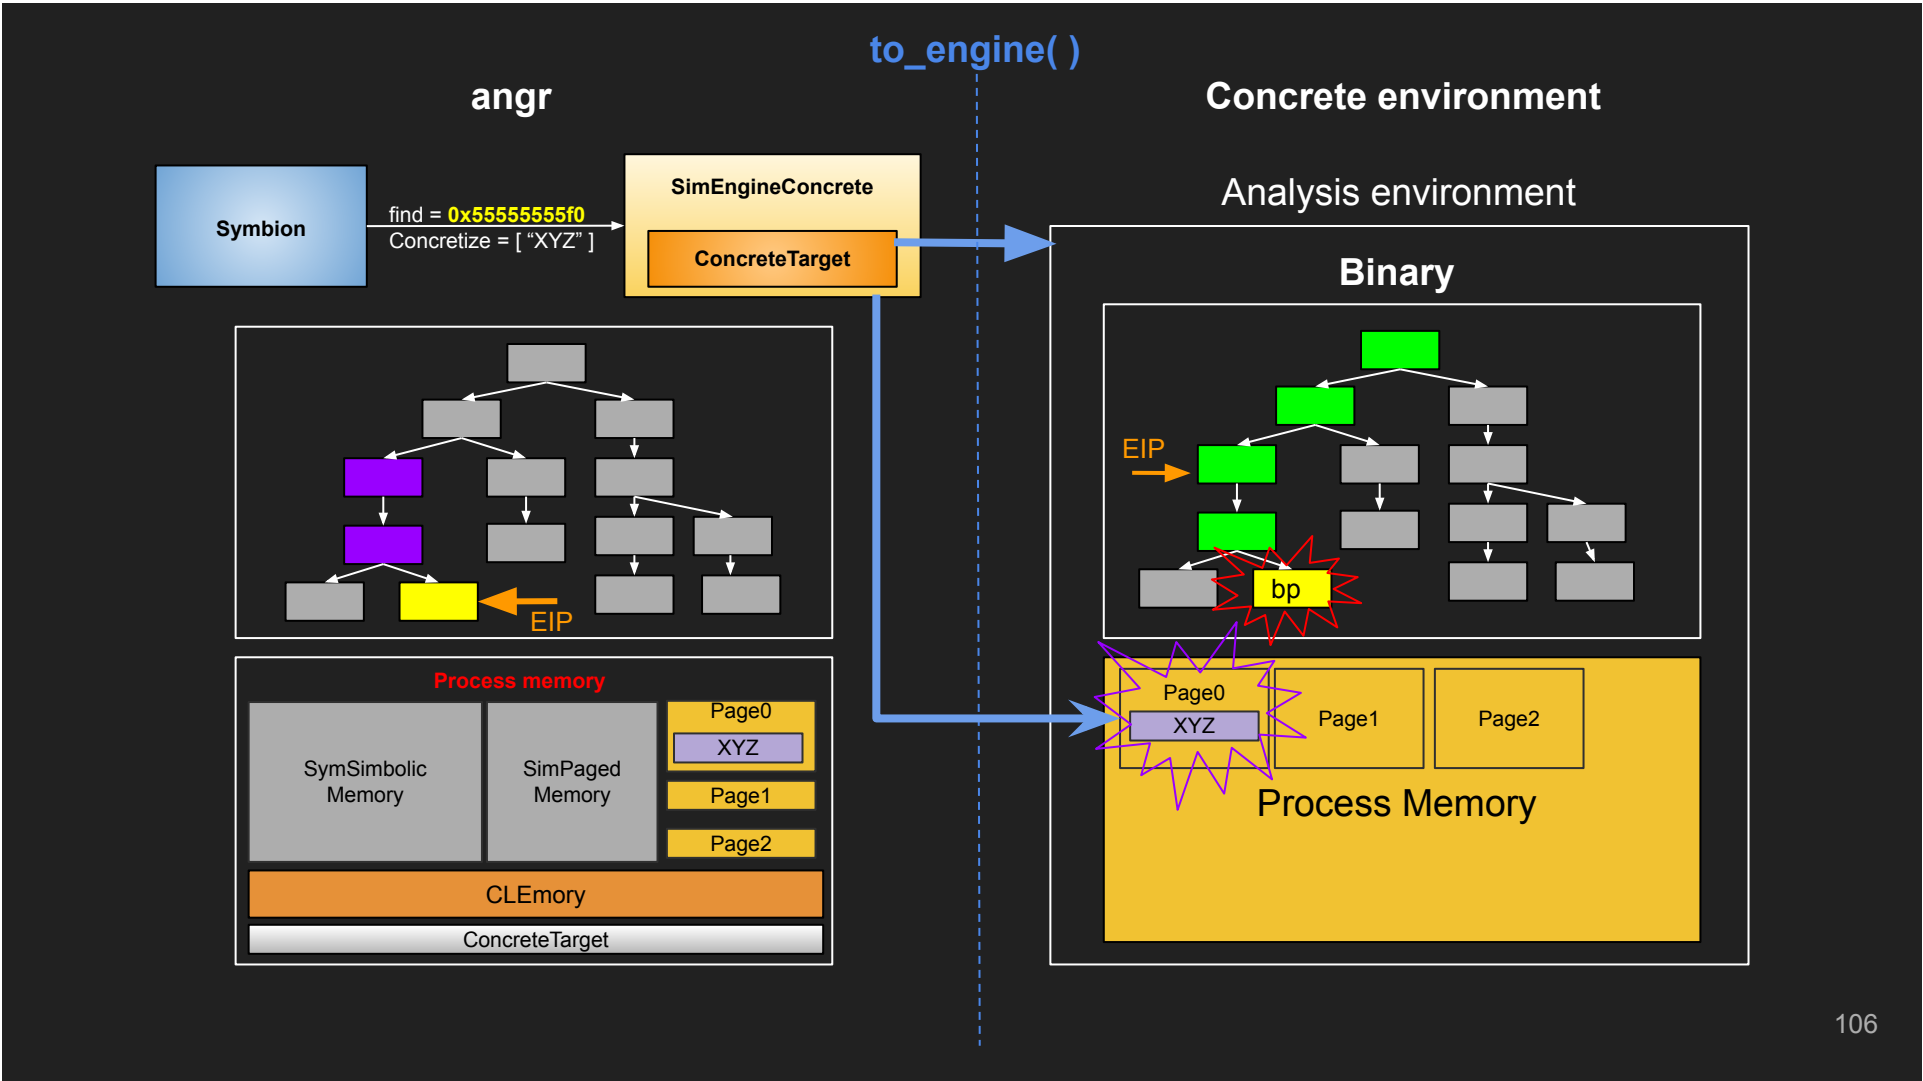 to_engine( )
angr
Concrete environment
Symbion
find = 0x55555555f0
Concretize = [ “XYZ” ]
SimEngineConcrete
ConcreteTarget
Analysis environment
Binary
EIP
bp
EIP
Process memory
SymSimbolic
Memory
SimPaged
Memory
Page0
XYZ
Page1
Page2
CLEmory
ConcreteTarget
Page0
XYZ
Page1
Page2
Process Memory
106